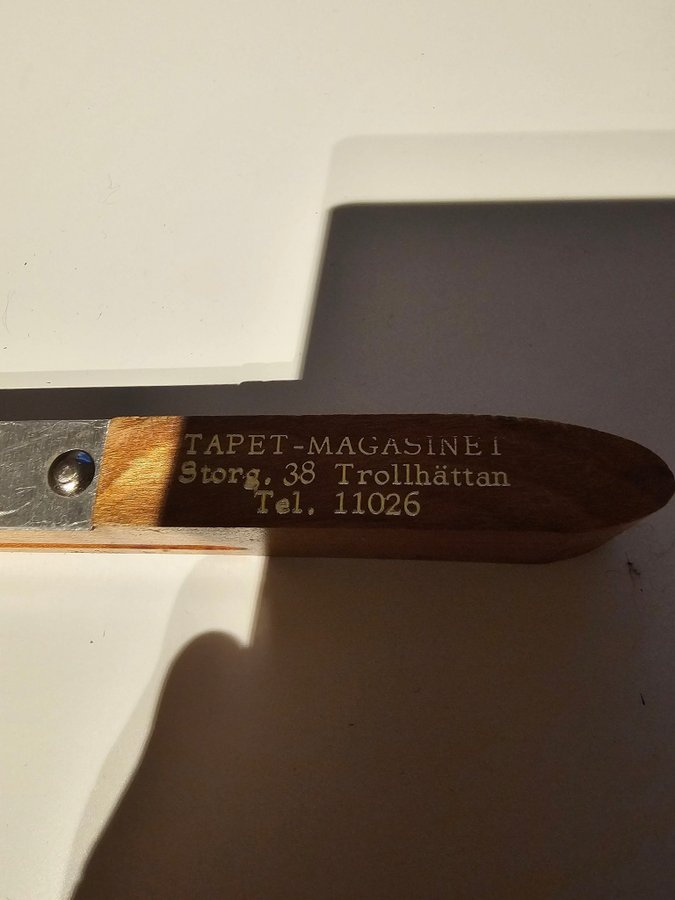 TAPET-MAGASINET
Storg. 38 Trollhättan
Tel. 11026